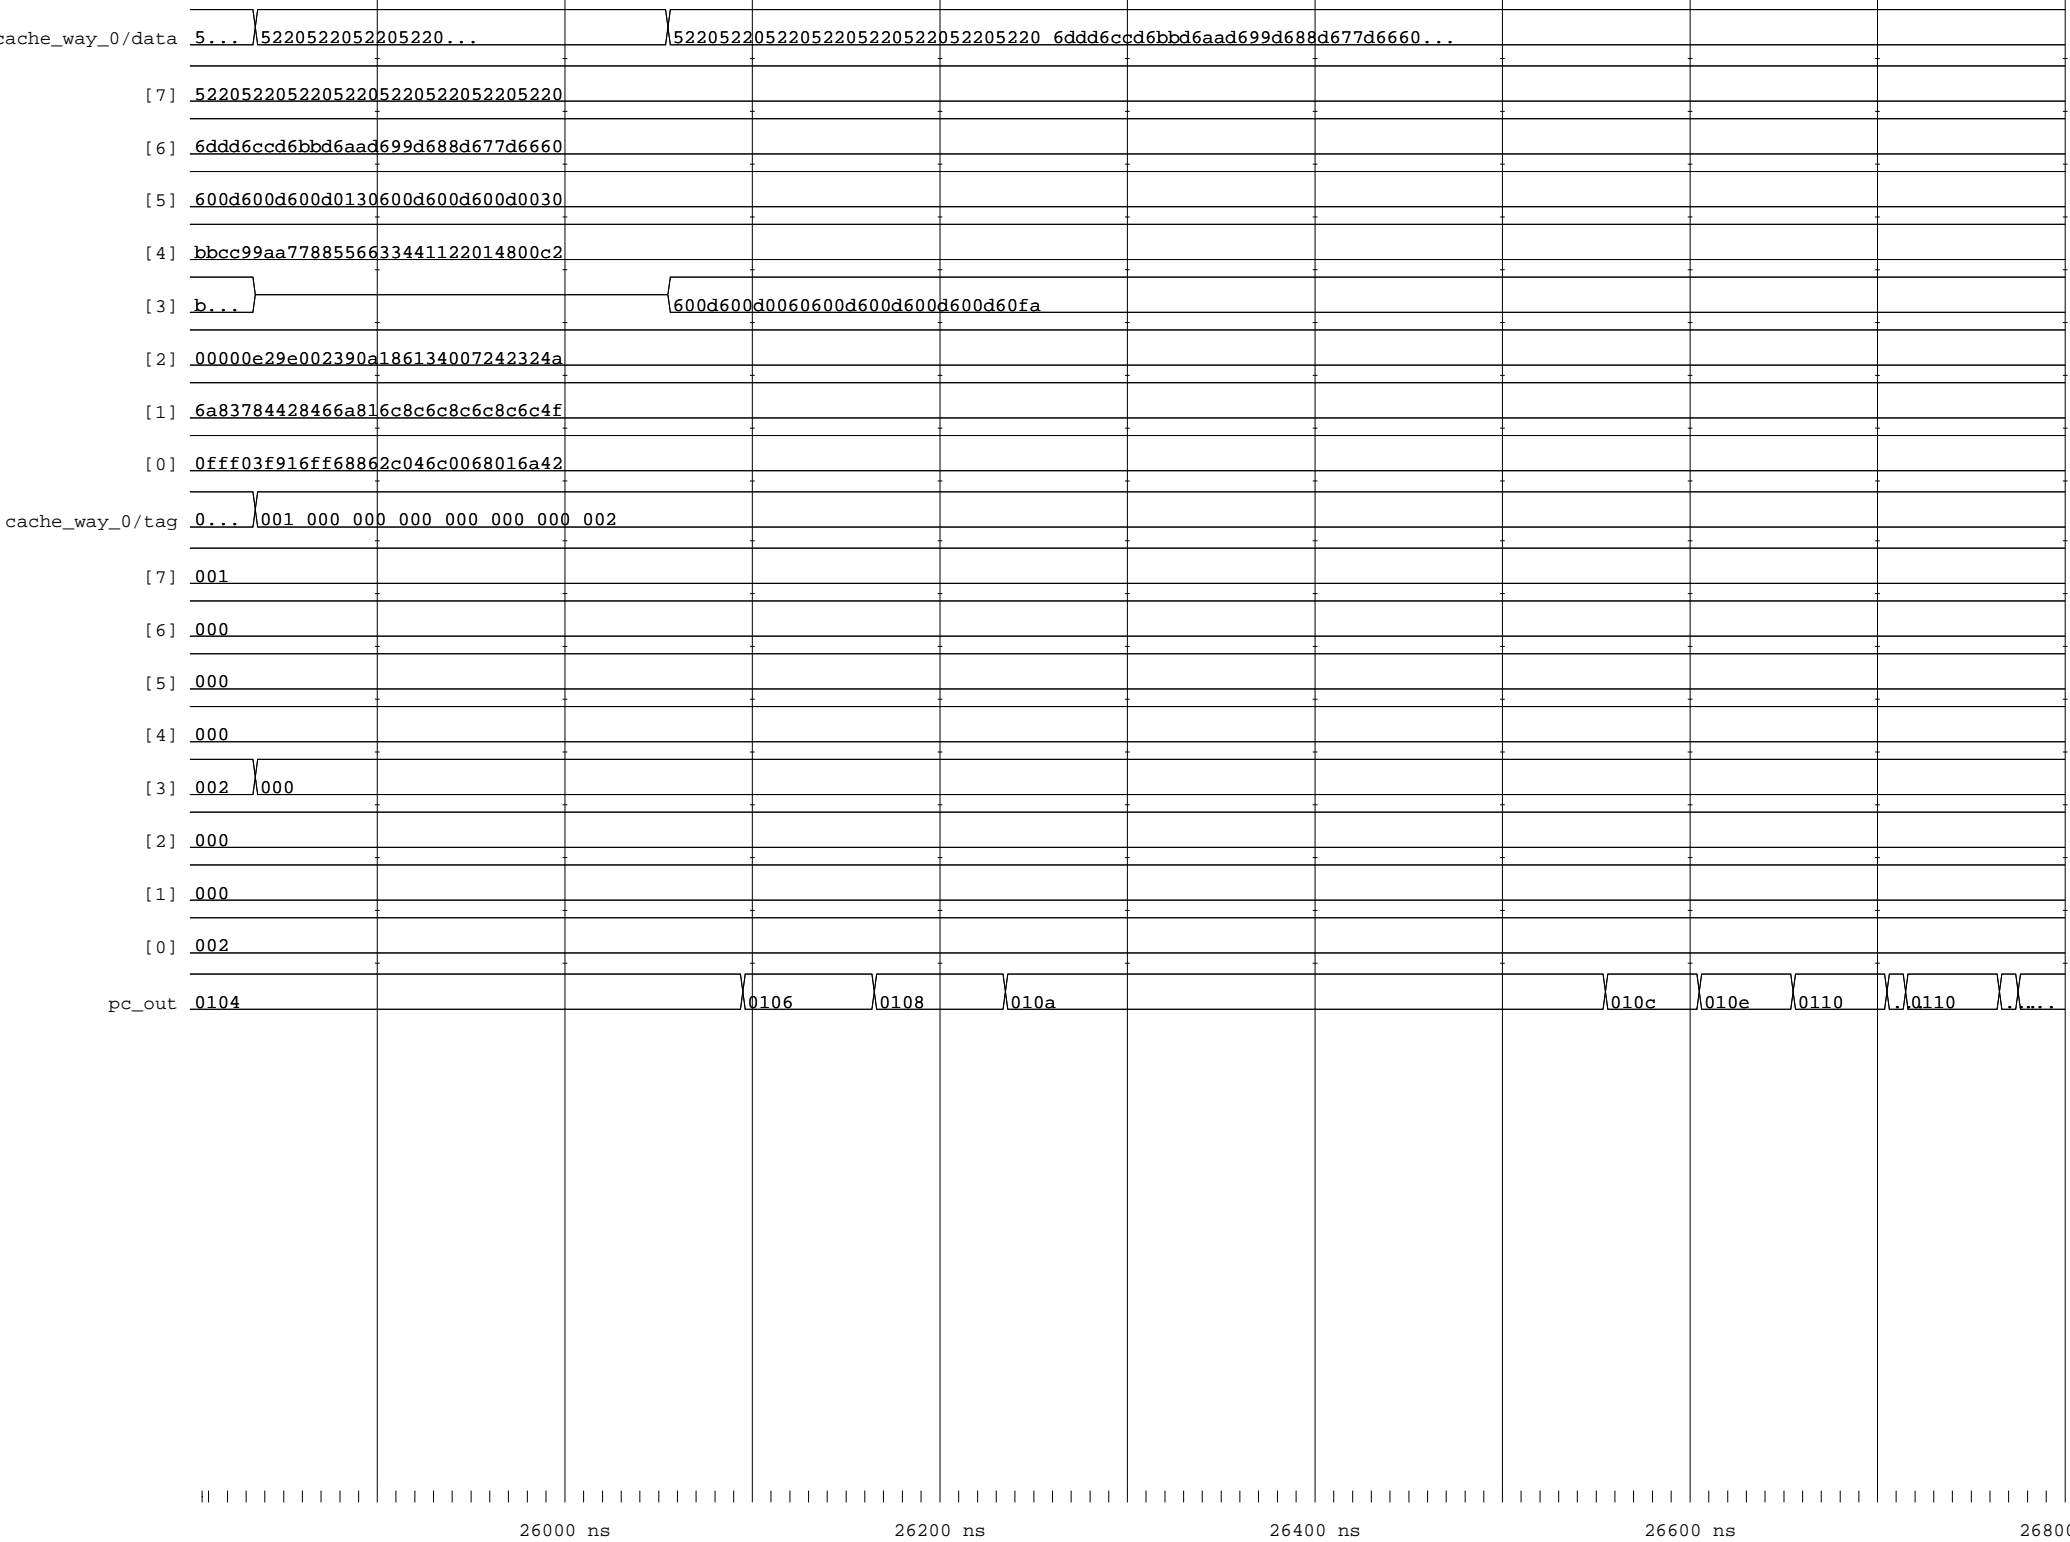 cache_way_0/data 5... 5220522052205220... 52205220522052205220522052205220 6ddd6ccd6bbd6aad699d688d677d6660...
[7] 52205220522052205220522052205220
[6] 6ddd6ccd6bbd6aad699d688d677d6660
[5] 600d600d600d0130600d600d600d0030
[4] bbcc99aa7788556633441122014800c2
[3] b... 600d600d0060600d600d600d600d60fa
[2] 00000e29e002390a186134007242324a
[1] 6a83784428466a816c8c6c8c6c8c6c4f
[0] 0fff03f916ff68862c046c0068016a42
cache_way_0/tag 0... 001 000 000 000 000 000 000 002
[7] 001
[6] 000
[5] 000
[4] 000
[3] 002 000
[2] 000
[1] 000
[0] 002
pc_out 0104 0106 0108 010a 010c 010e 0110 ... 0110 ... ...
26000 ns 26200 ns 26400 ns 26600 ns 26800